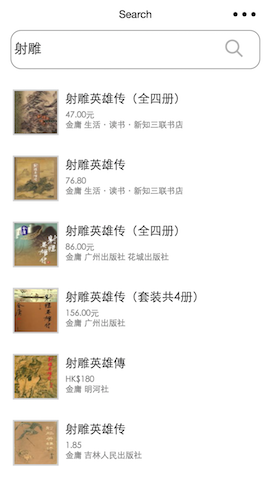 Search
射雕
射雕英雄传（全四册）
47.00元
金庸 生活·读书·新知三联书店
射雕英雄传
76.80
金庸 生活·读书·新知三联书店
射雕英雄传（全四册）
86.00元
金庸 广州出版社 花城出版社
射雕英雄传（套装共4册）
156.00元
金庸 广州出版社
射雕英雄傳
HK$180
金庸 明河社
射雕英雄传
1.85
金庸 吉林人民出版社